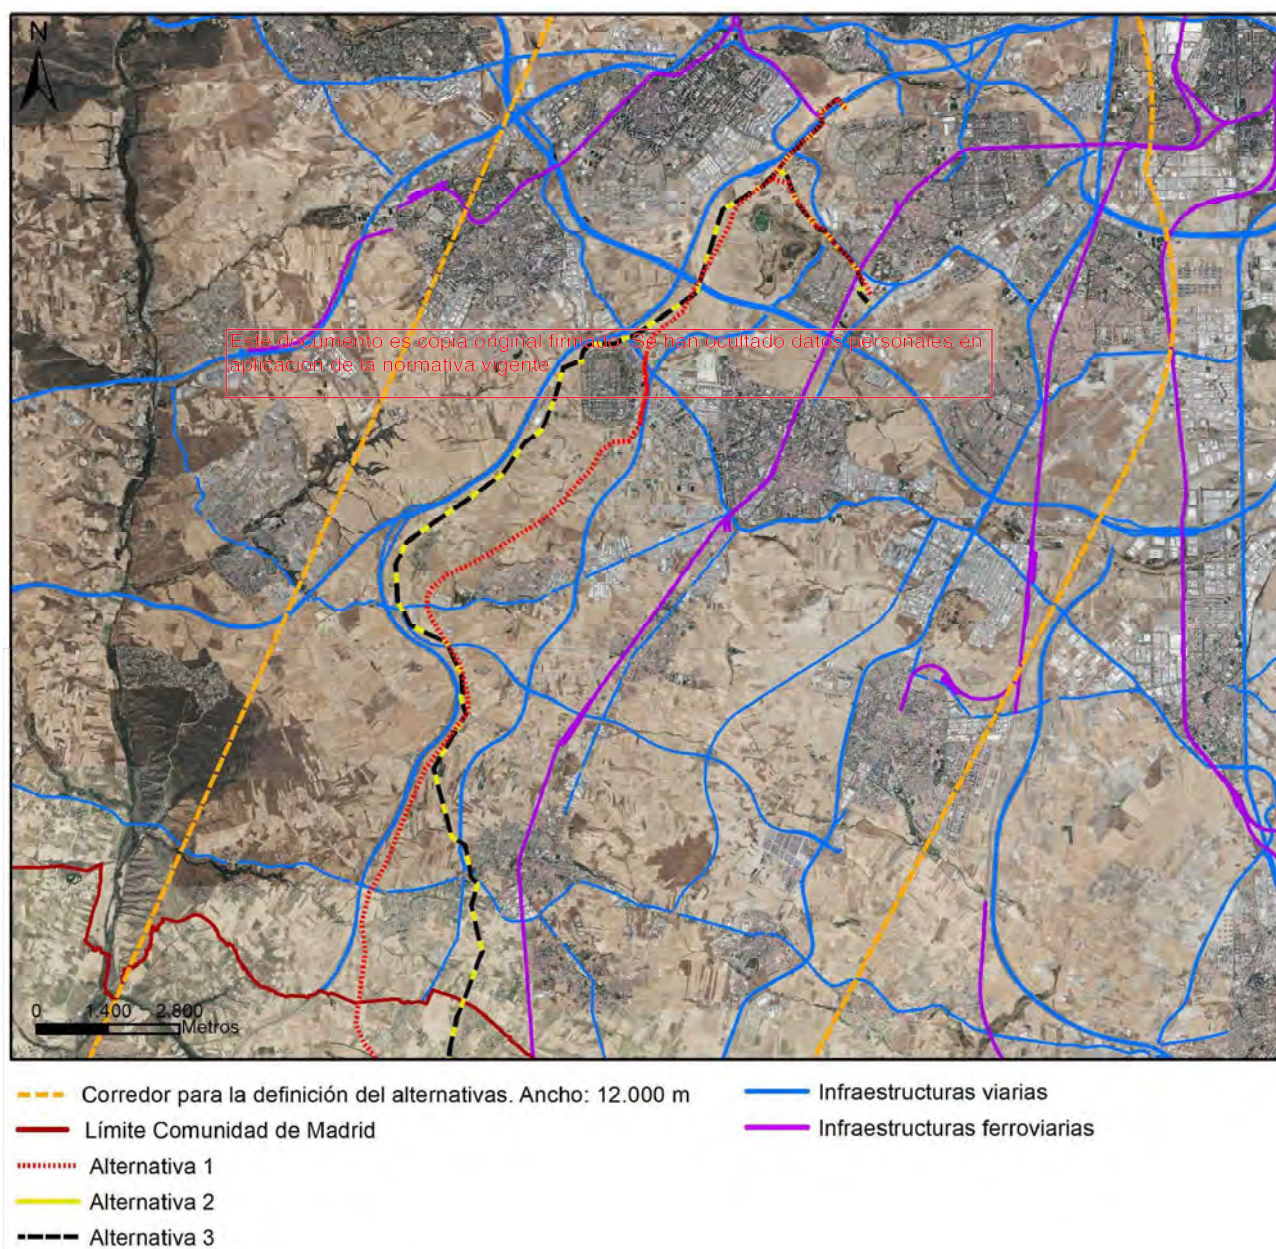 N
Este documento es copia original firmado. Se han ocultado datos personales en
aplicación de la normativa vigente
0 1.400 2.800
Metros
Corredor para la definición del alternativas. Ancho: 12.000 m
Límite Comunidad de Madrid
Alternativa 1
Alternativa 2
Alternativa 3
Infraestructuras viarias
Infraestructuras ferroviarias